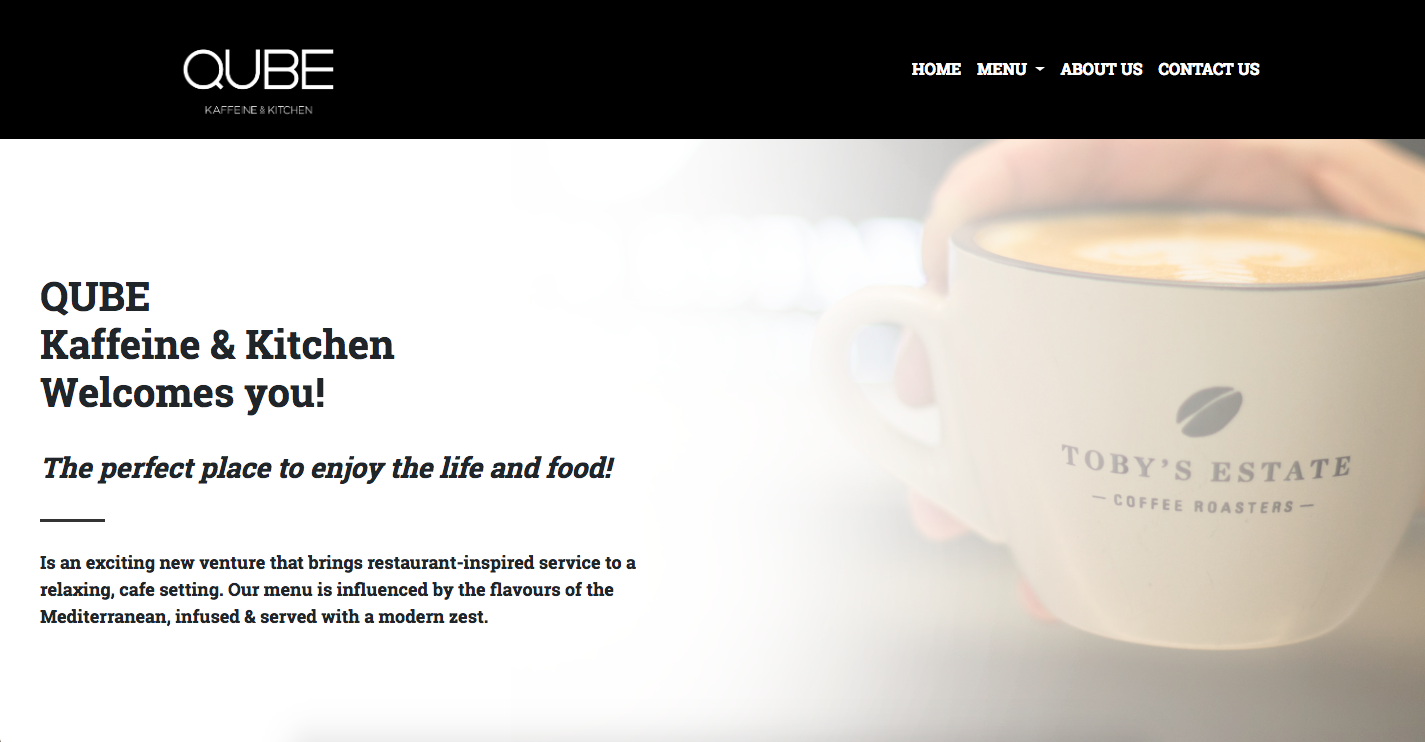 QUBE
KAFFEINE & KITCHEN
HOME MENU ABOUT US CONTACT US
QUBE
Kaffeine & Kitchen
Welcomes you!
The perfect place to enjoy the life and food!
Is an exciting new venture that brings restaurant-inspired service to a
relaxing, cafe setting. Our menu is influenced by the flavours of the
Mediterranean, infused & served with a modern zest.
TOBY'S ESTATE
— COFFEE ROASTERS —